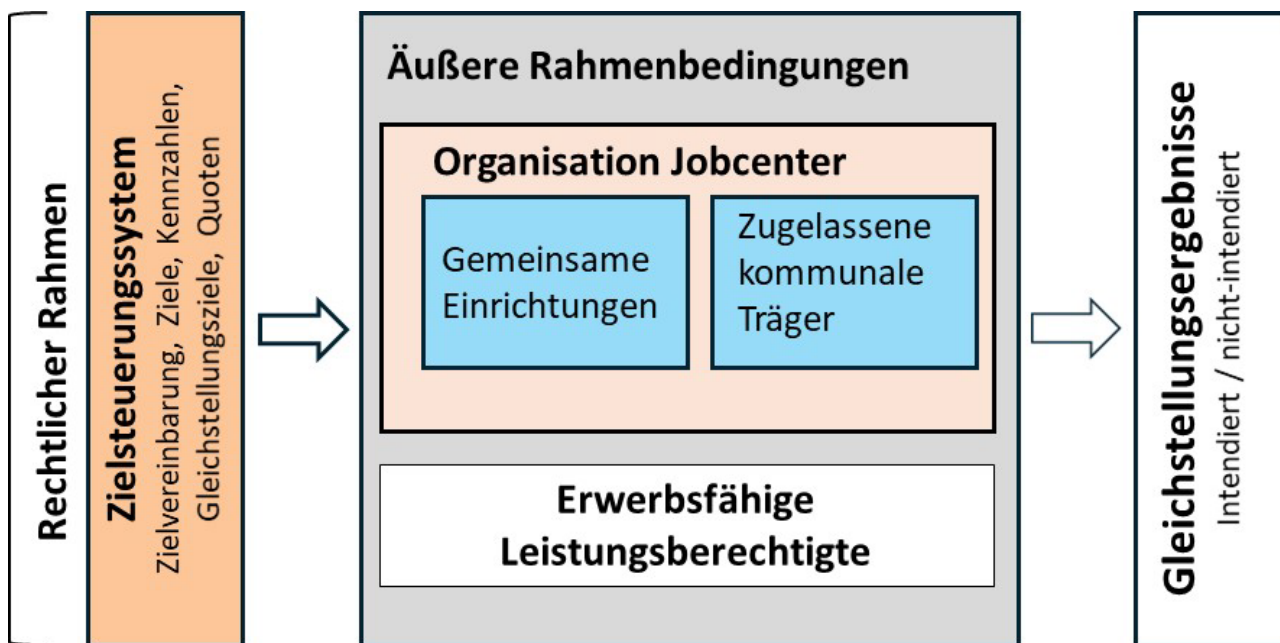 Rechtlicher Rahmen
Zielsteuerungssystem
Zielvereinbarung, Ziele, Kennzahlen,
Gleichstellungsziele, Quoten
Äußere Rahmenbedingungen
Organisation Jobcenter
Gemeinsame
Einrichtungen
Zugelassene
kommunale
Träger
Erwerbsfähige
Leistungsberechtigte
Gleichstellungsergebnisse
Intendiert / nicht-intendiert